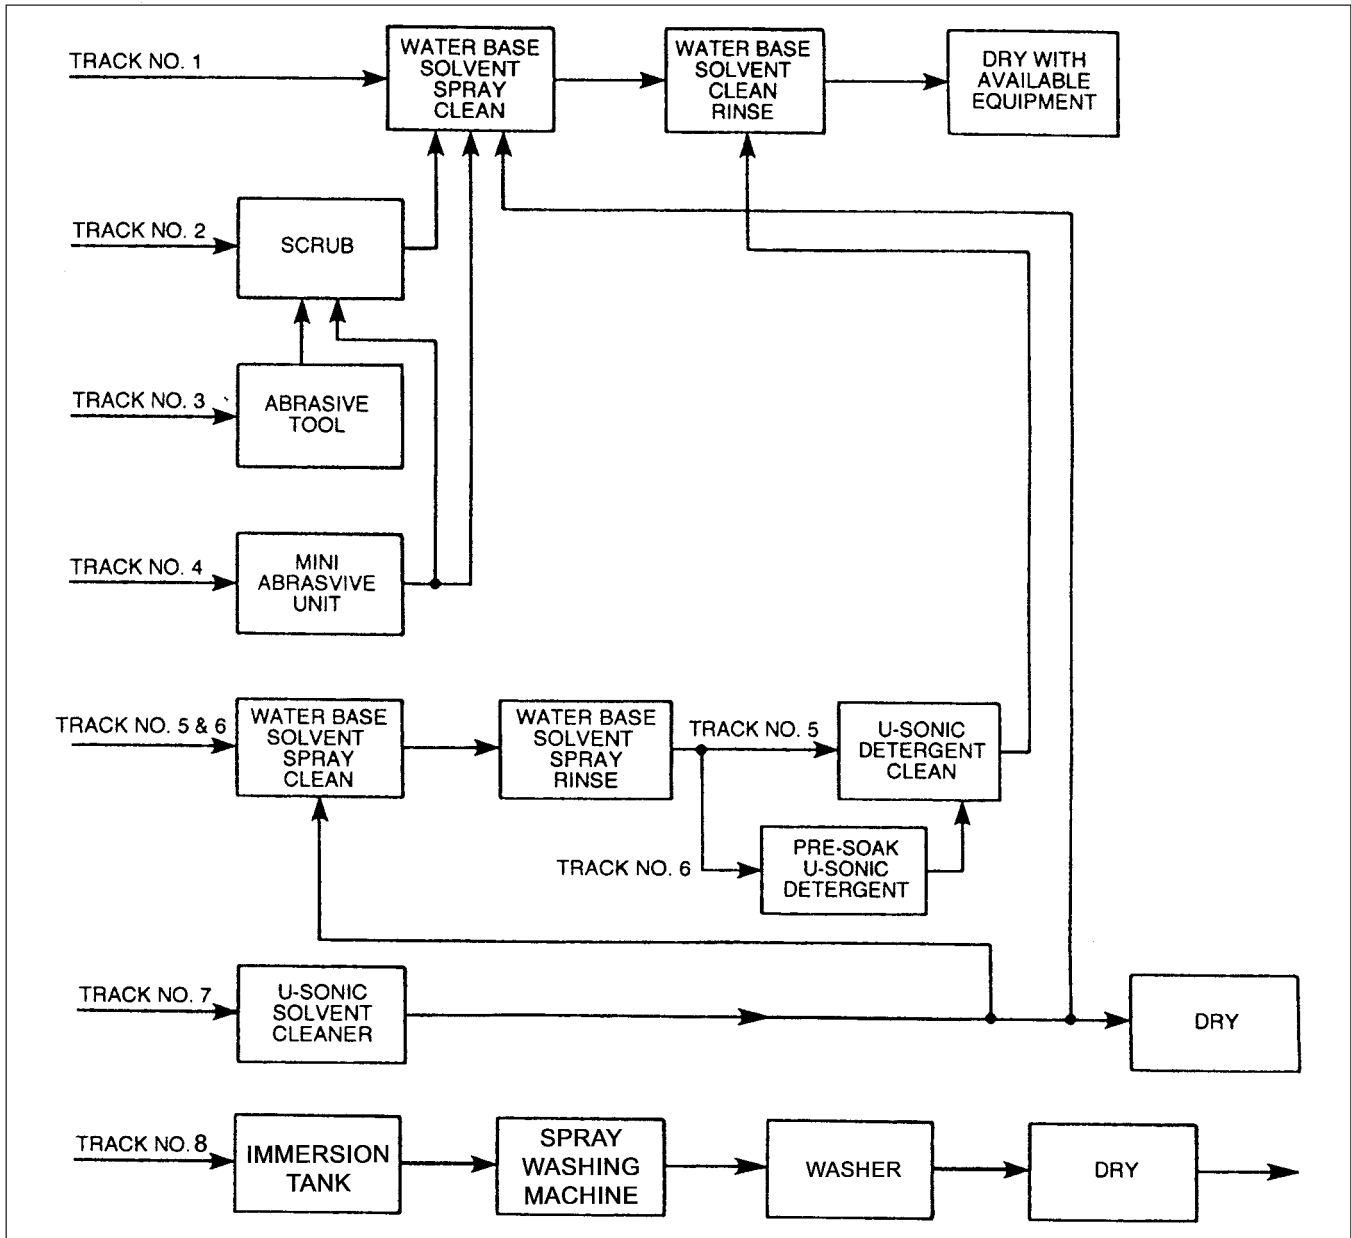 TRACK NO. 1
WATER BASE
SOLVENT
SPRAY
CLEAN
WATER BASE
SOLVENT
CLEAN
RINSE
DRY WITH
AVAILABLE
EQUIPMENT
TRACK NO. 2
SCRUB
TRACK NO. 3
ABRASIVE
TOOL
TRACK NO. 4
MINI
ABRASVIVE
UNIT
TRACK NO. 5 & 6
WATER BASE
SOLVENT
SPRAY
CLEAN
WATER BASE
SOLVENT
SPRAY
RINSE
TRACK NO. 5
U-SONIC
DETERGENT
CLEAN
TRACK NO. 6
PRE-SOAK
U-SONIC
DETERGENT
TRACK NO. 7
U-SONIC
SOLVENT
CLEANER
DRY
TRACK NO. 8
IMMERSION
TANK
SPRAY
WASHING
MACHINE
WASHER
DRY